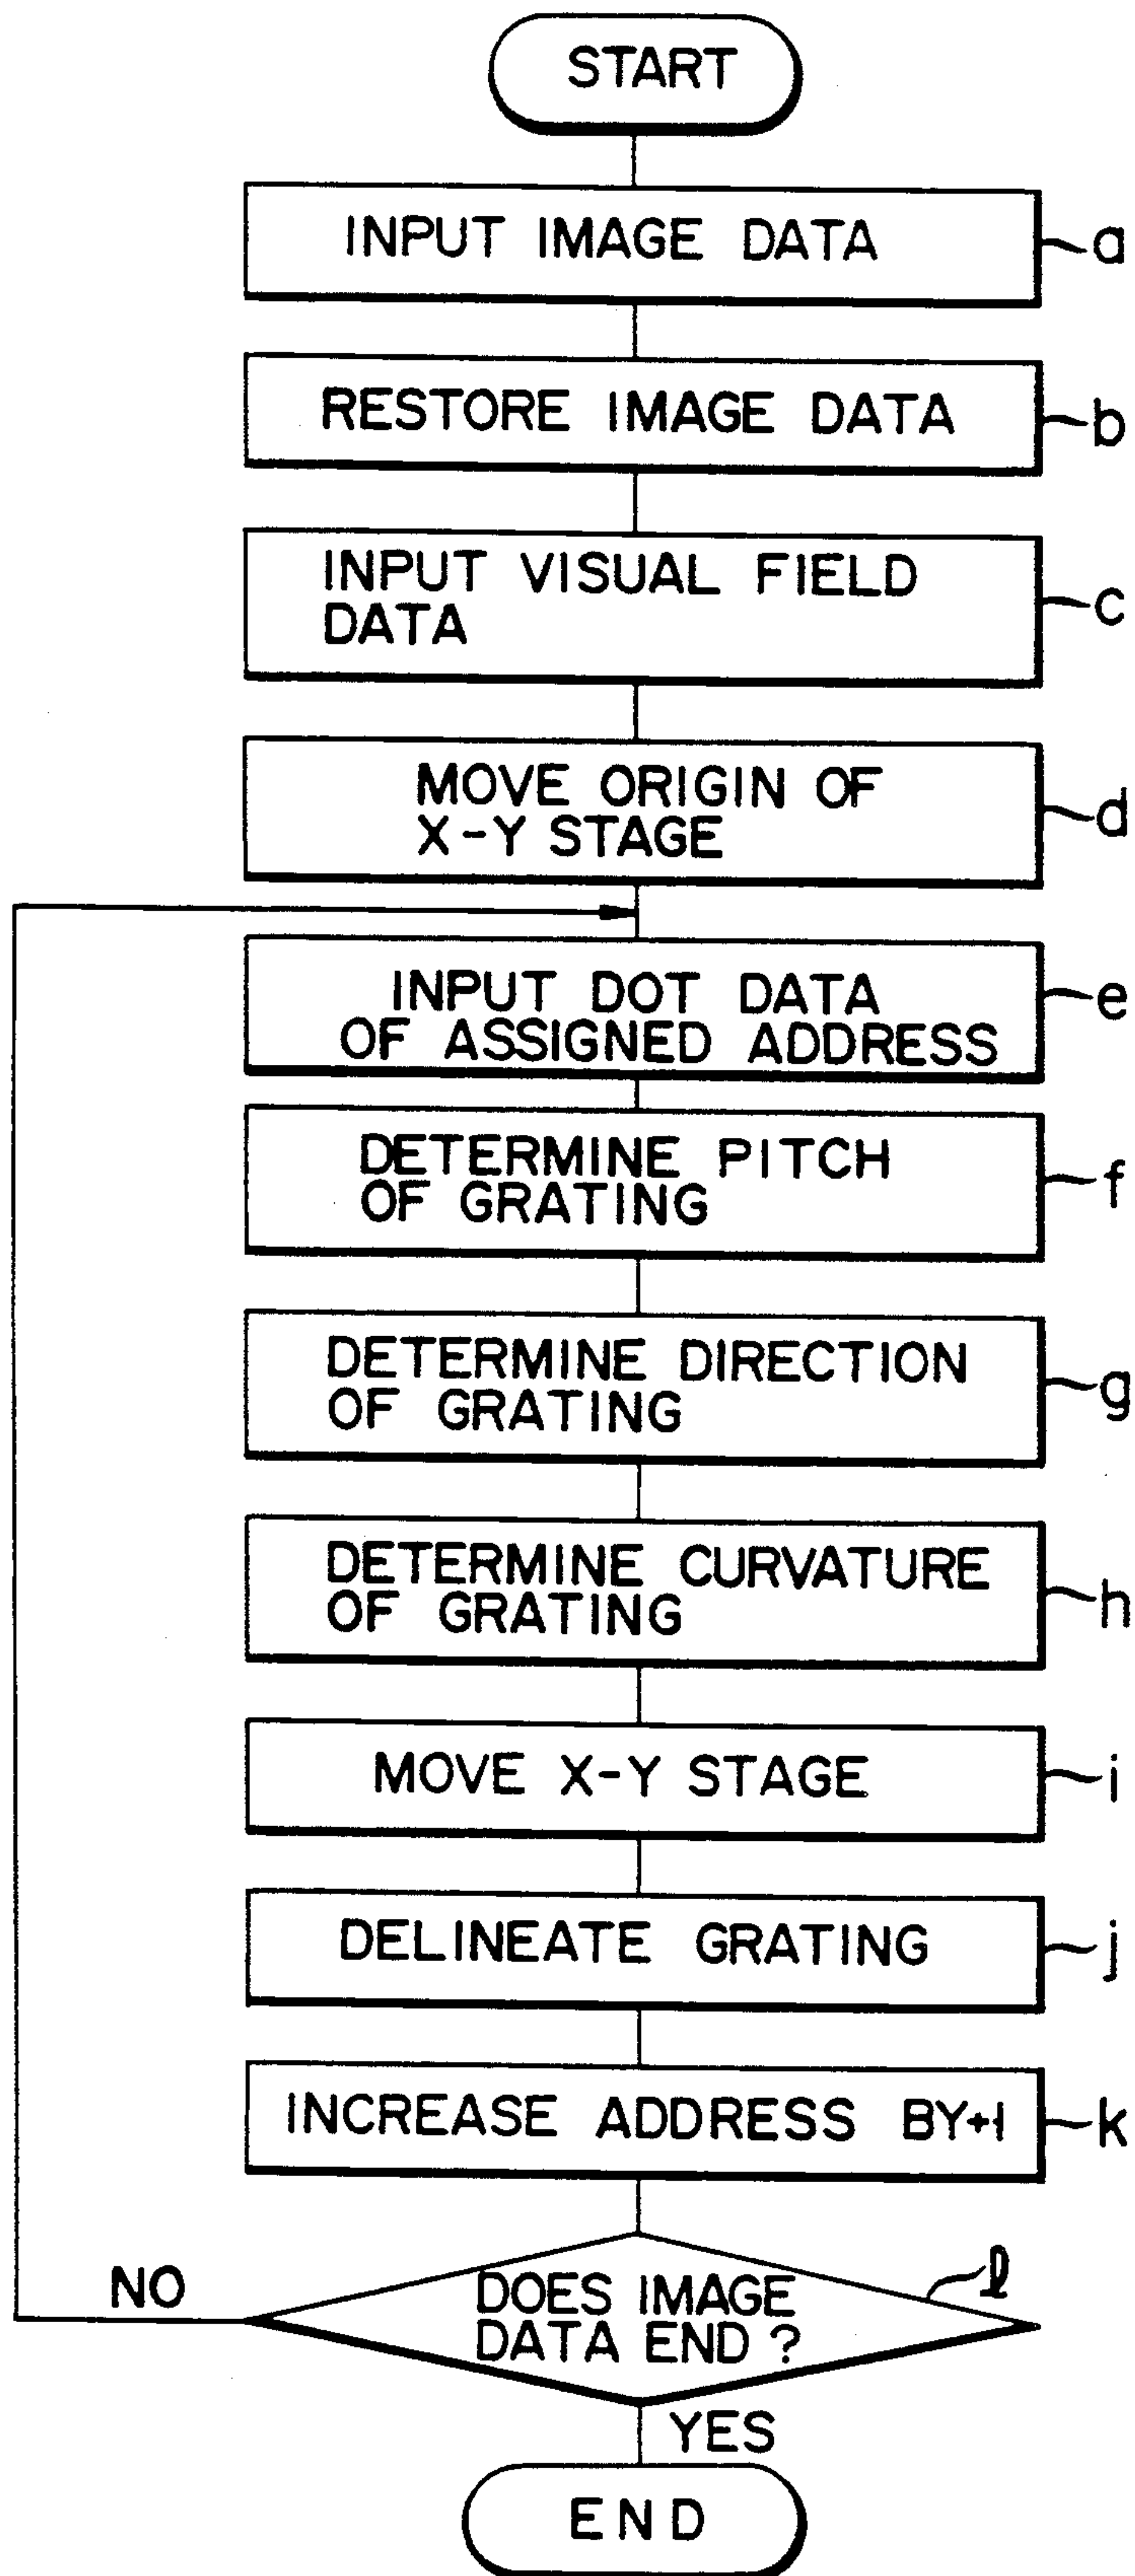 START
INPUT IMAGE DATA
a
RESTORE IMAGE DATA
b
INPUT VISUAL FIELD
DATA
c
MOVE ORIGIN OF
X-Y STAGE
d
INPUT DOT DATA
OF ASSIGNED ADDRESS
e
DETERMINE PITCH
OF GRATING
f
DETERMINE DIRECTION
OF GRATING
g
DETERMINE CURVATURE
OF GRATING
h
MOVE X-Y STAGE
i
DELINEATE GRATING
j
INCREASE ADDRESS BY+1
k
NO
DOES IMAGE
DATA END ?
l
YES
END